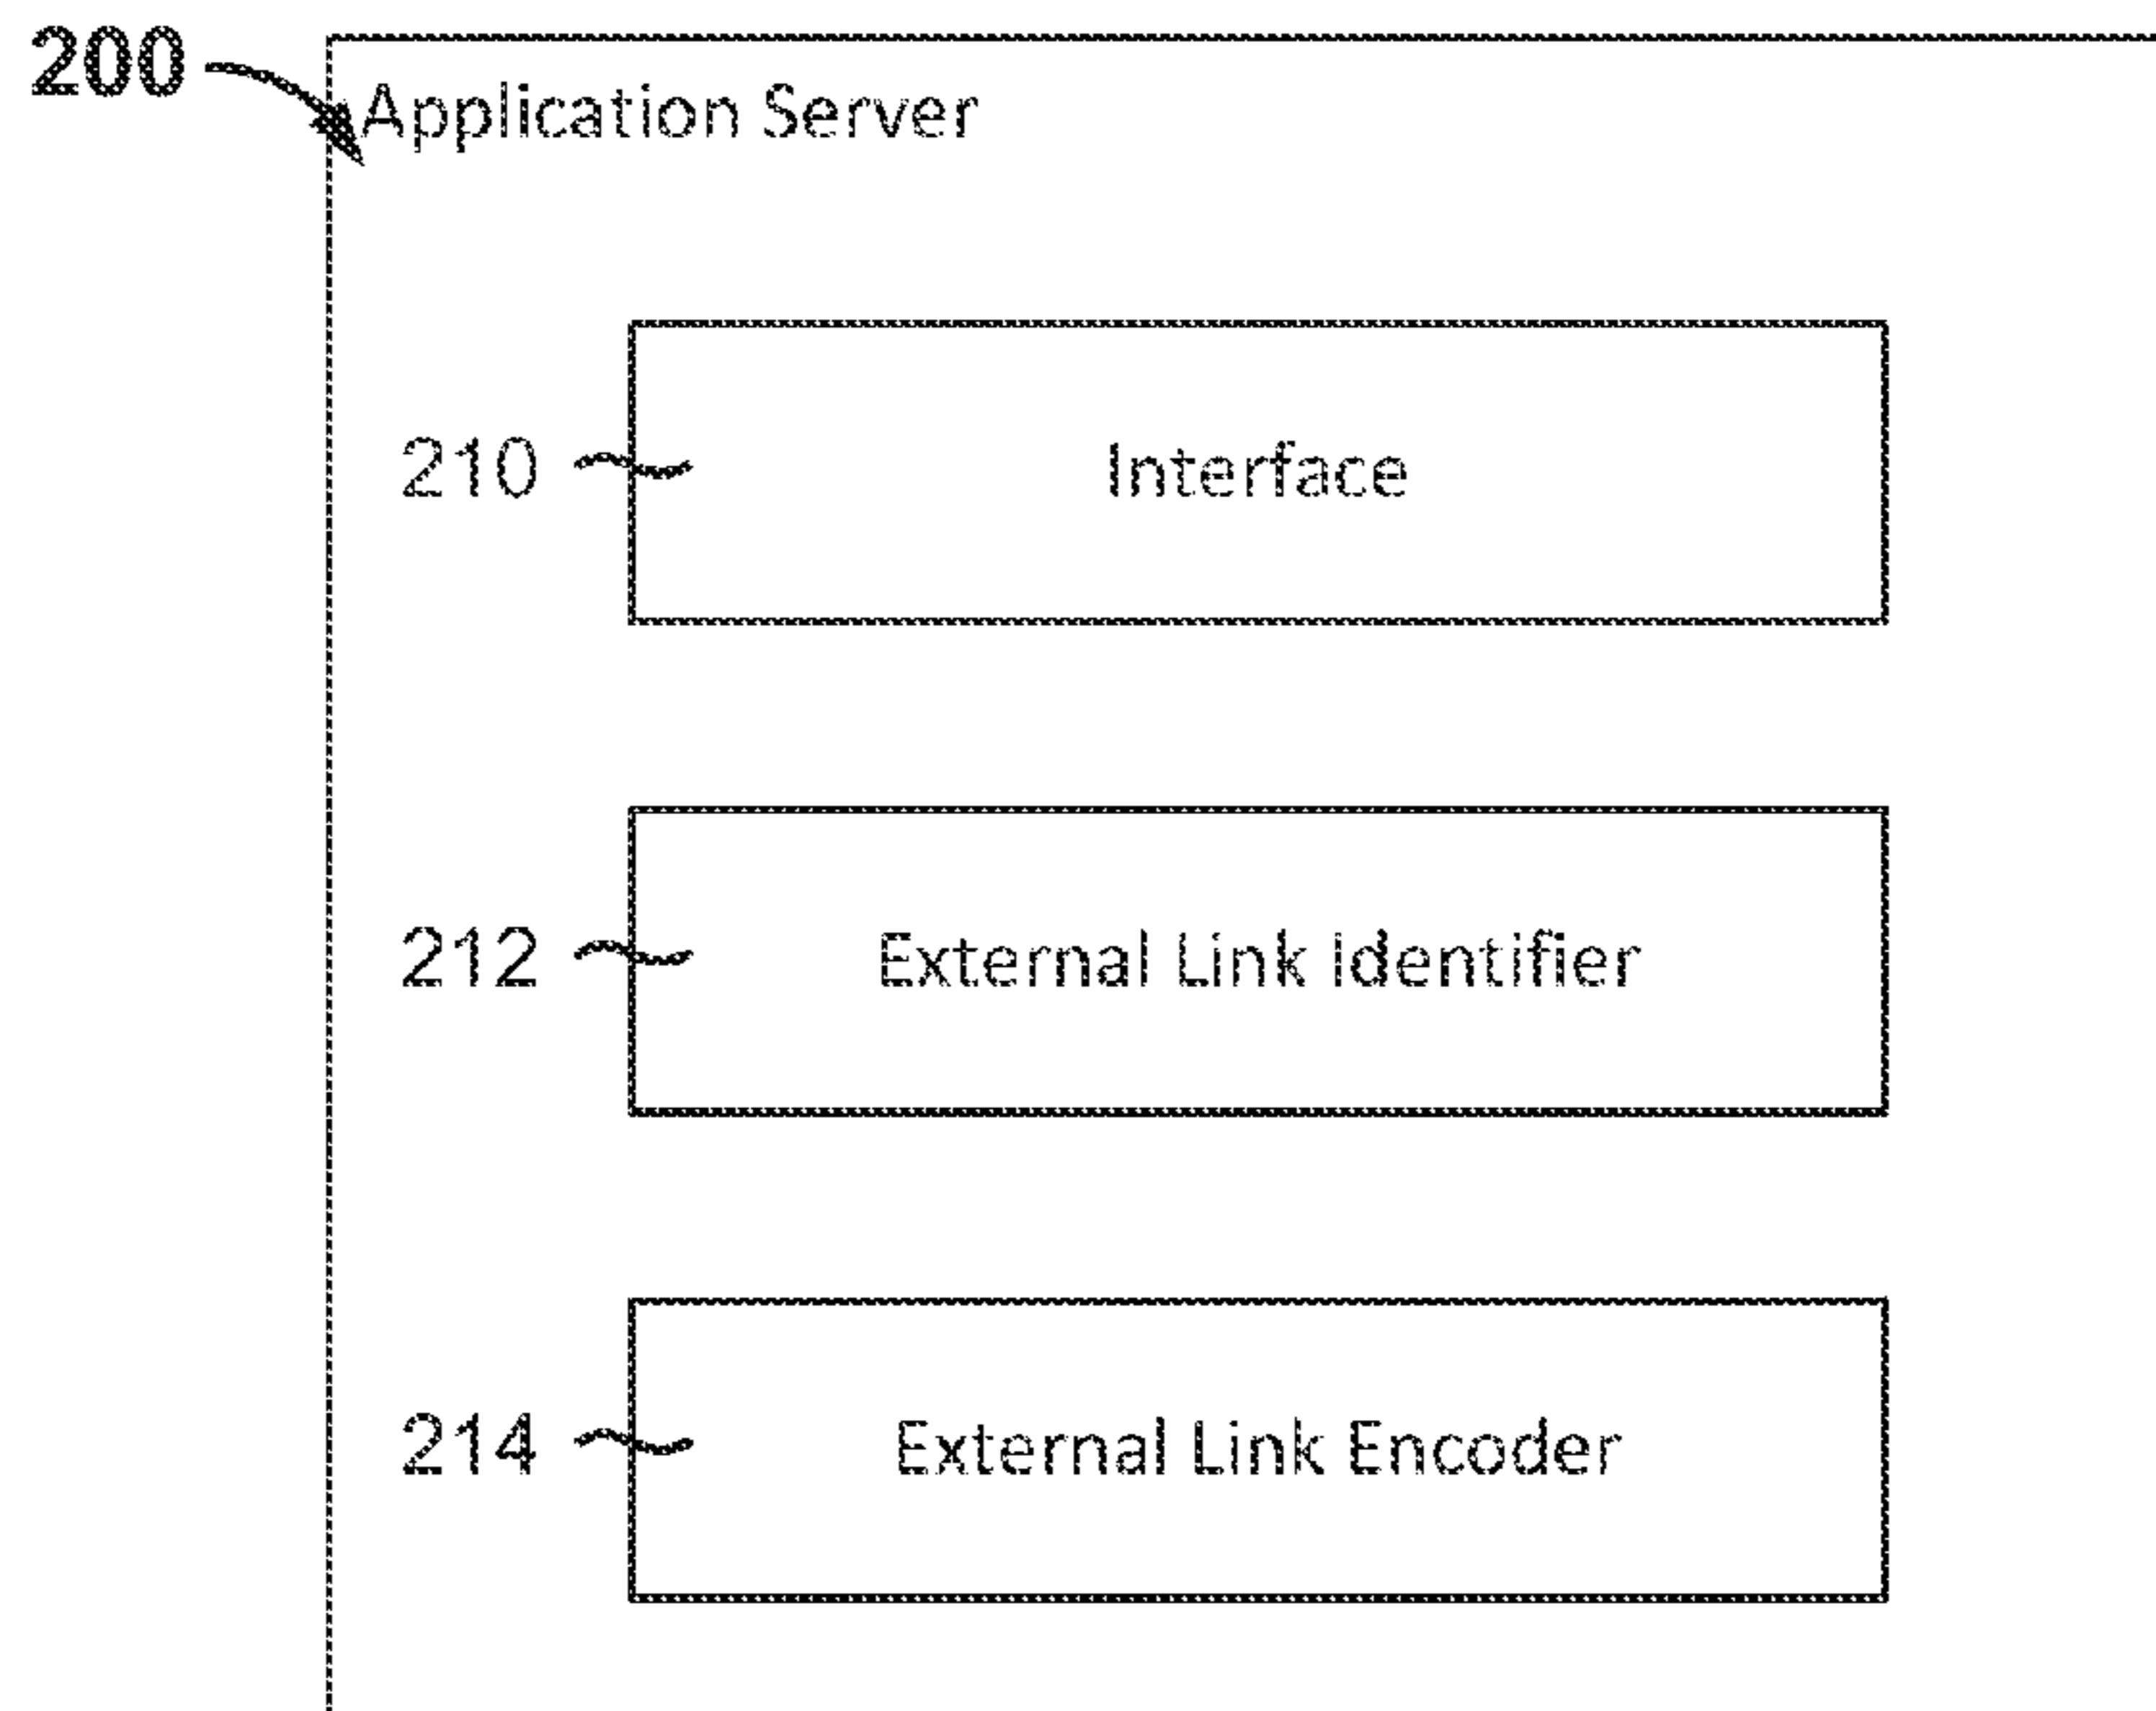 200
Application Server
210 Interface
212 External Link Identifier
214 External Link Encoder